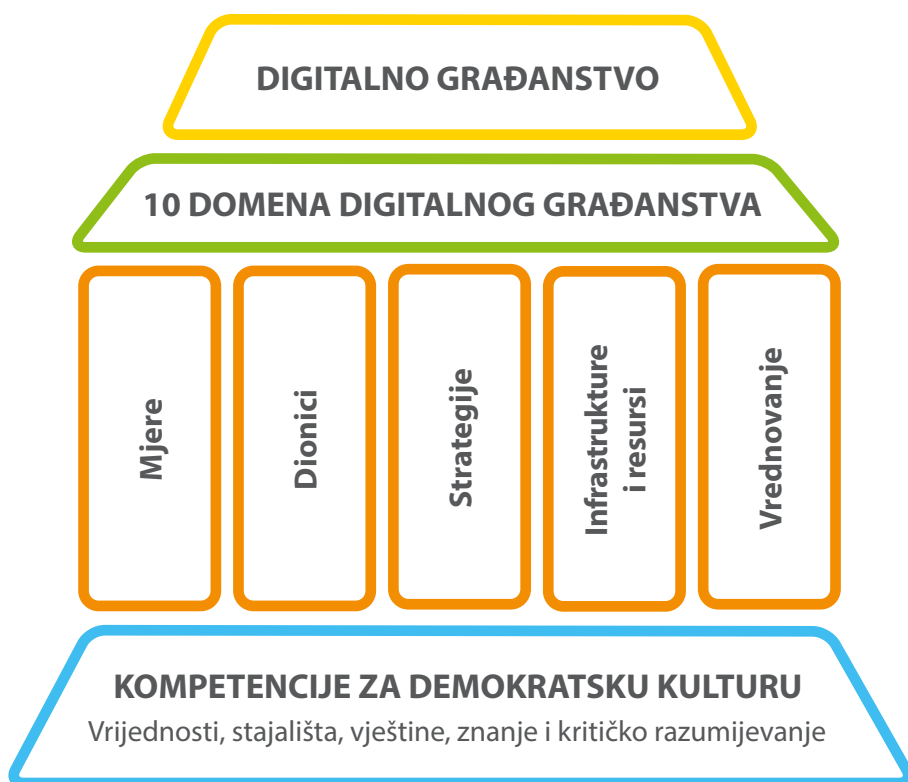 DIGITALNO GRAĐANSTVO
10 DOMENA DIGITALNOG GRAĐANSTVA
Mjere
Dionici
Strategije
Infrastrukture
i resursi
Vrednovanje
KOMPETENCIJE ZA DEMOKRATSKU KULTURU
Vrijednosti, stajališta, vještine, znanje i kritičko razumijevanje